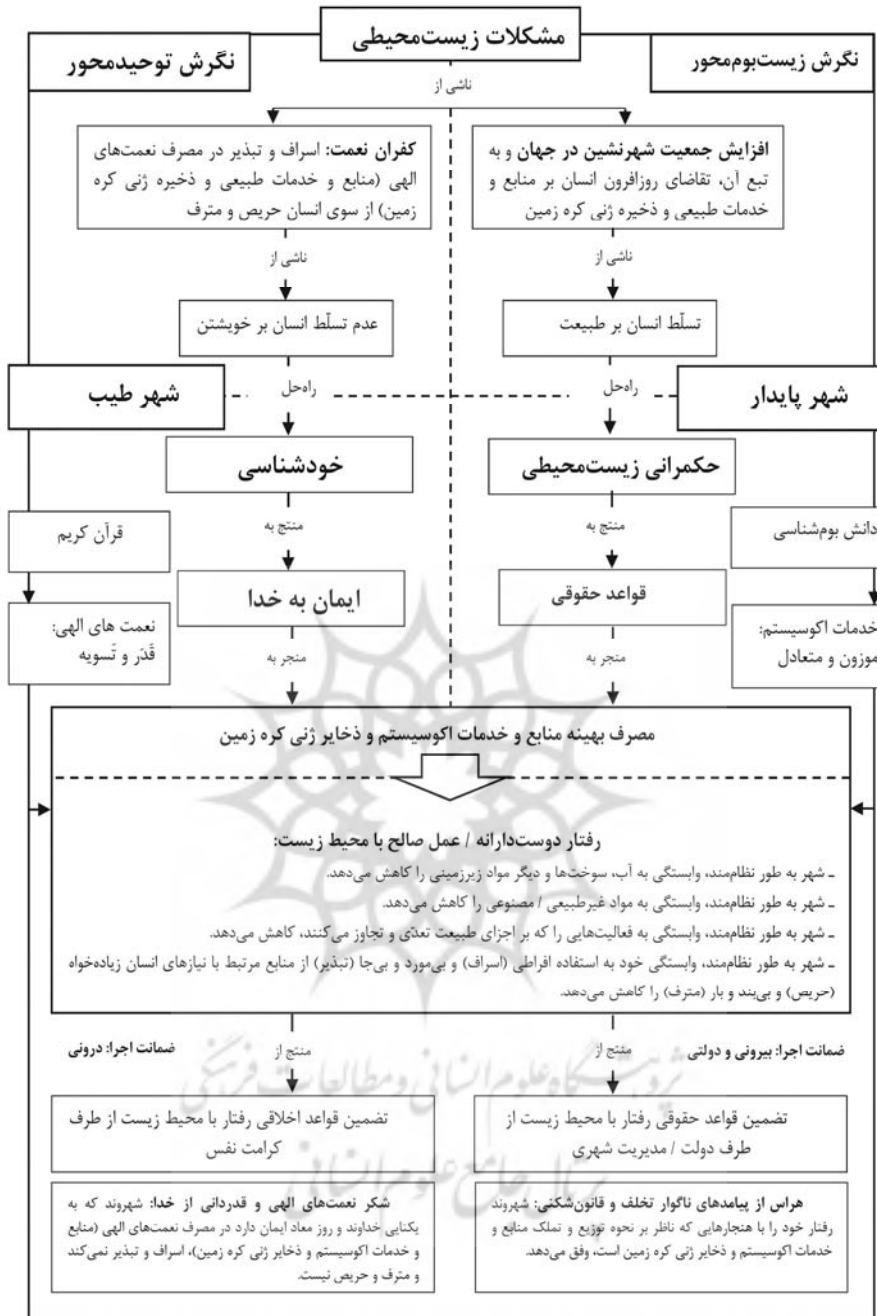 مشکلات زیست‌محیطی
نگرش زیست‌بوم‌محور
نگرش توحیدمحور
ناشی از
افزایش جمعیت شهرنشین در جهان و به
تبع آن، تقاضای روزافرون انسان بر منابع و
خدمات طبیعی و ذخیره ژنی کره زمین
کفران نعمت: اسراف و تبذیر در مصرف نعمت‌های
الهی (منابع و خدمات طبیعی و ذخیره ژنی کره
زمین) از سوی انسان حریص و مترف
ناشی از
ناشی از
تسلّط انسان بر طبیعت
عدم تسلّط انسان بر خویشتن
شهر پایدار
راه‌حل
راه‌حل
شهر طیب
حکمرانی زیست‌محیطی
خودشناسی
دانش بوم‌شناسی
منتج به
منتج به
قرآن کریم
قواعد حقوقی
ایمان به خدا
خدمات اکوسیستم:
موزون و متعادل
نعمت های الهی:
قَدَر و تَسویه
منجر به
منجر به
مصرف بهینه منابع و خدمات اکوسیستم و ذخایر ژنی کره زمین
رفتار دوست‌دارانه / عمل صالح با محیط زیست:
ـ شهر به طور نظام‌مند، وابستگی به آب، سوخت‌ها و دیگر مواد زیرزمینی را کاهش می‌دهد.
ـ شهر به طور نظام‌مند، وابستگی به مواد غیرطبیعی / مصنوعی را کاهش می‌دهد.
ـ شهر به طور نظام‌مند، وابستگی به فعالیت‌هایی را که بر اجزای طبیعت تعدّی و تجاوز می‌کنند، کاهش می‌دهد.
ـ شهر به طور نظام‌مند، وابستگی خود به استفاده افراطی (اسراف) و بی‌مورد و بی‌جا (تبذیر) از منابع مرتبط با نیازهای انسان زیاده‌خواه
(حریص) و بی‌بند و بار (مترف) را کاهش می‌دهد.
ضمانت اجرا: بیرونی و دولتی
منتج از
منتج از
ضمانت اجرا: درونی
پژوهشگاه علوم انسانی و مطالعات فرهنگی
تضمین قواعد حقوقی رفتار با محیط زیست از
طرف دولت / مدیریت شهری
تضمین قواعد اخلاقی رفتار با محیط زیست از طرف
کرامت نفس
پرتال جامع علوم انسانی
هراس از پیامدهای ناگوار تخلف و قانون‌شکنی: شهروند
رفتار خود را با هنجارهایی که ناظر بر نحوه توزیع و تملک منابع و
خدمات اکوسیستم و ذخایر ژنی کره زمین است، وفق می‌دهد.
شکر نعمت‌های الهی و قدردانی از خدا: شهروند که به
یکتایی خداوند و روز معاد ایمان دارد در مصرف نعمت‌های الهی (منابع
و خدمات اکوسیستم و ذخایر ژنی کره زمین)، اسراف و تبذیر نمی‌کند
و مترف و حریص نیست.